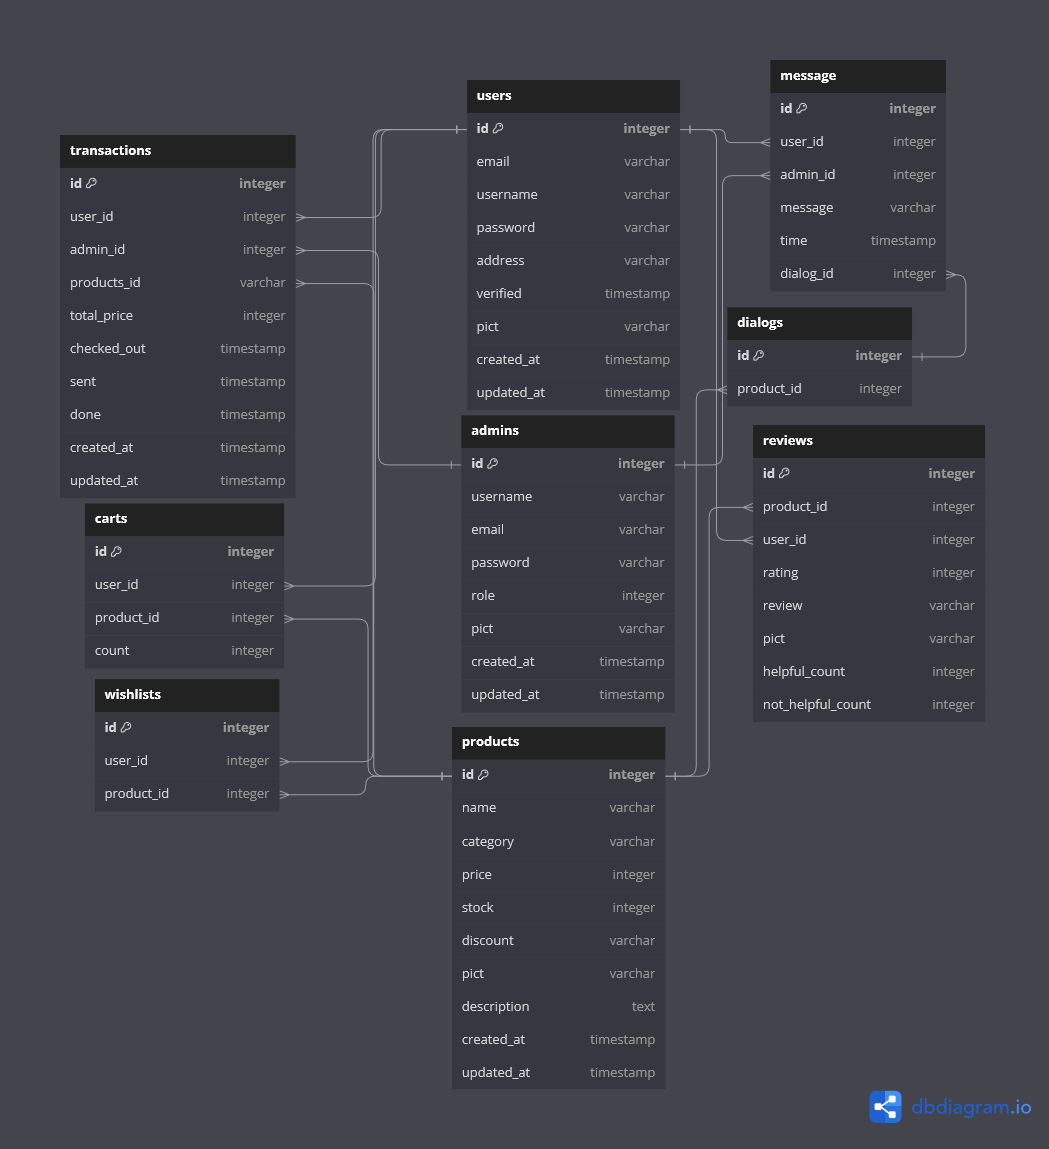 transactions
id integer
user_id integer
admin_id integer
products_id varchar
total_price integer
checked_out timestamp
sent timestamp
done timestamp
created_at timestamp
updated_at timestamp
carts
id integer
user_id integer
product_id integer
count integer
wishlists
id integer
user_id integer
product_id integer
users
id integer
email varchar
username varchar
password varchar
address varchar
verified timestamp
pict varchar
created_at timestamp
updated_at timestamp
admins
id integer
username varchar
email varchar
password varchar
role integer
pict varchar
created_at timestamp
updated_at timestamp
products
id integer
name varchar
category varchar
price integer
stock integer
discount varchar
pict varchar
description text
created_at timestamp
updated_at timestamp
message
id integer
user_id integer
admin_id integer
message varchar
time timestamp
dialog_id integer
dialogs
id integer
product_id integer
reviews
id integer
product_id integer
user_id integer
rating integer
review varchar
pict varchar
helpful_count integer
not_helpful_count integer
dbdiagram.io